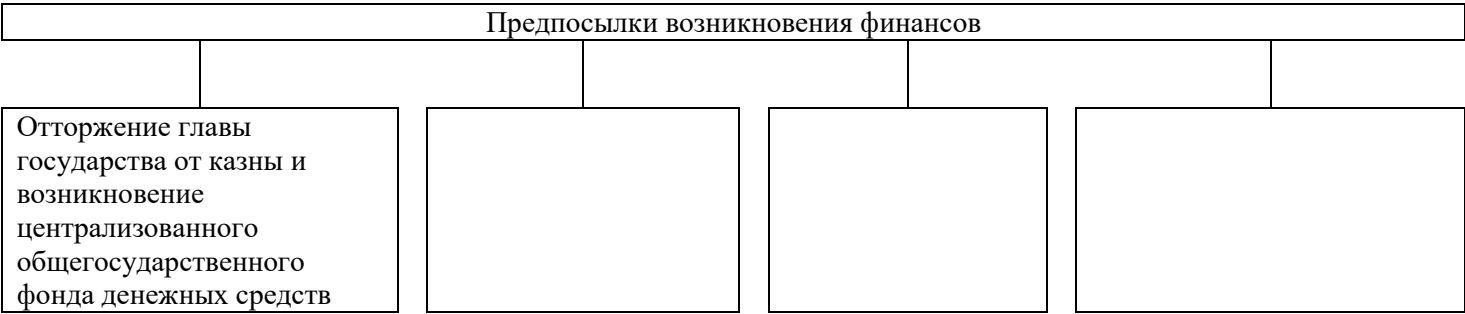 Предпосылки возникновения финансов
Отторжение главы
государства от казны и
возникновение
централизованного
общегосударственного
фонда денежных средств